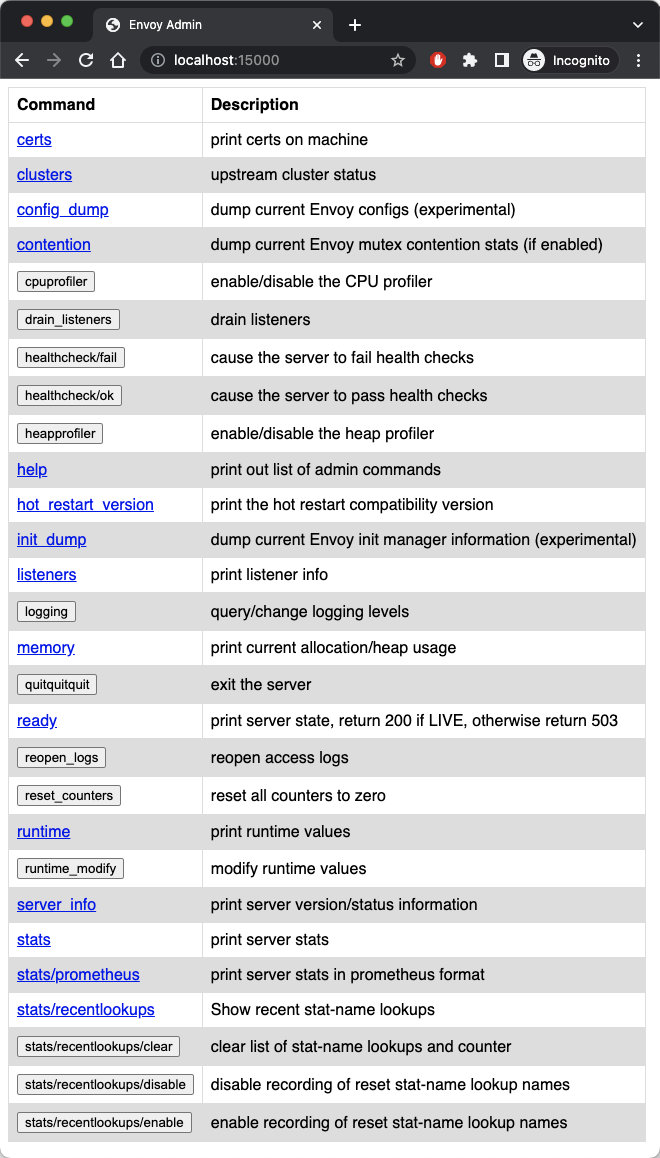 Envoy Admin
localhost:15000
Incognito
Command Description
certs print certs on machine
clusters upstream cluster status
config_dump dump current Envoy configs (experimental)
contention dump current Envoy mutex contention stats (if enabled)
cpuprofiler enable/disable the CPU profiler
drain_listeners drain listeners
healthcheck/fail cause the server to fail health checks
healthcheck/ok cause the server to pass health checks
heapprofiler enable/disable the heap profiler
help print out list of admin commands
hot_restart_version print the hot restart compatibility version
init_dump dump current Envoy init manager information (experimental)
listeners print listener info
logging query/change logging levels
memory print current allocation/heap usage
quitquitquit exit the server
ready print server state, return 200 if LIVE, otherwise return 503
reopen_logs reopen access logs
reset_counters reset all counters to zero
runtime print runtime values
runtime_modify modify runtime values
server_info print server version/status information
stats print server stats
stats/prometheus print server stats in prometheus format
stats/recentlookups Show recent stat-name lookups
stats/recentlookups/clear clear list of stat-name lookups and counter
stats/recentlookups/disable disable recording of reset stat-name lookup names
stats/recentlookups/enable enable recording of reset stat-name lookup names